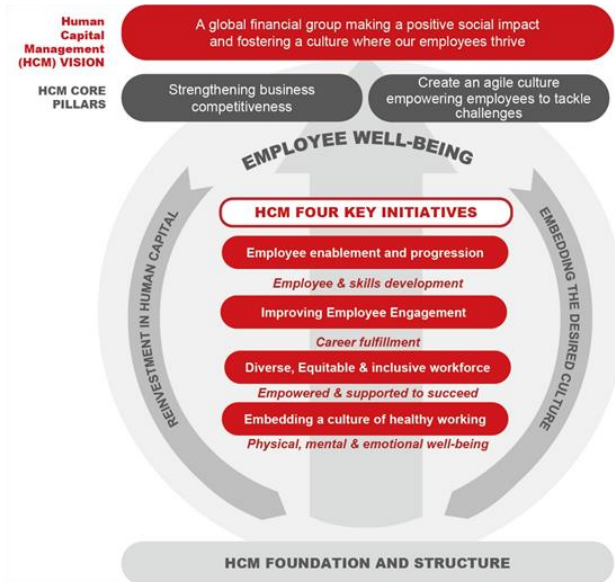 Human
Capital
Management
(HCM) VISION
A global financial group making a positive social impact
and fostering a culture where our employees thrive
HCM CORE
PILLARS
Strengthening business
competitiveness
Create an agile culture
empowering employees to tackle
challenges
EMPLOYEE WELL-BEING
REINVESTMENT IN HUMAN CAPITAL
HCM FOUR KEY INITIATIVES
Employee enablement and progression
Employee & skills development
Improving Employee Engagement
Career fulfillment
Diverse, Equitable & inclusive workforce
Empowered & supported to succeed
Embedding a culture of healthy working
Physical, mental & emotional well-being
EMBEDDING THE DESIRED CULTURE
HCM FOUNDATION AND STRUCTURE